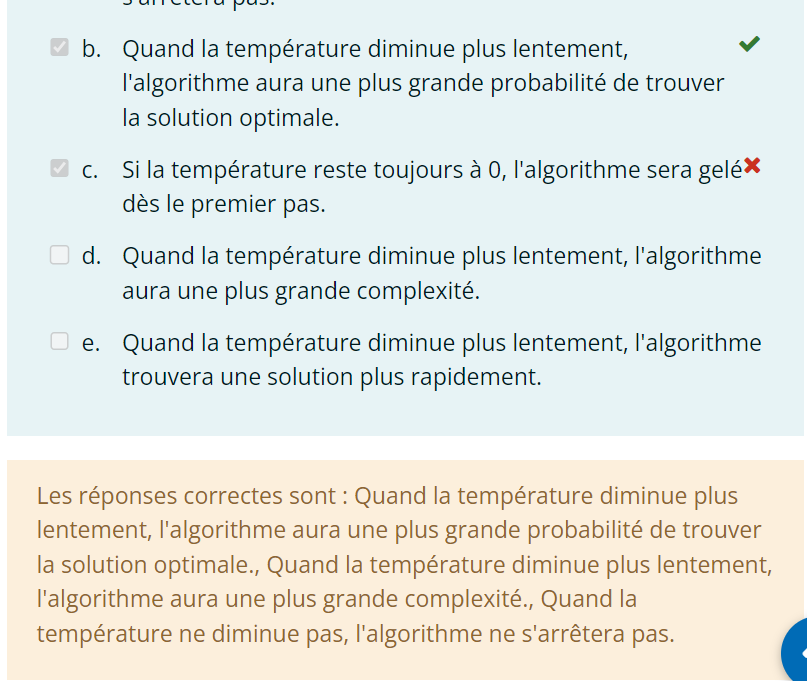 s'arrêtera pas.
b. Quand la température diminue plus lentement,
l'algorithme aura une plus grande probabilité de trouver
la solution optimale.
c. Si la température reste toujours à 0, l'algorithme sera gelé
dès le premier pas.
d. Quand la température diminue plus lentement, l'algorithme
aura une plus grande complexité.
e. Quand la température diminue plus lentement, l'algorithme
trouvera une solution plus rapidement.
Les réponses correctes sont : Quand la température diminue plus
lentement, l'algorithme aura une plus grande probabilité de trouver
la solution optimale., Quand la température diminue plus lentement,
l'algorithme aura une plus grande complexité., Quand la
température ne diminue pas, l'algorithme ne s'arrêtera pas.